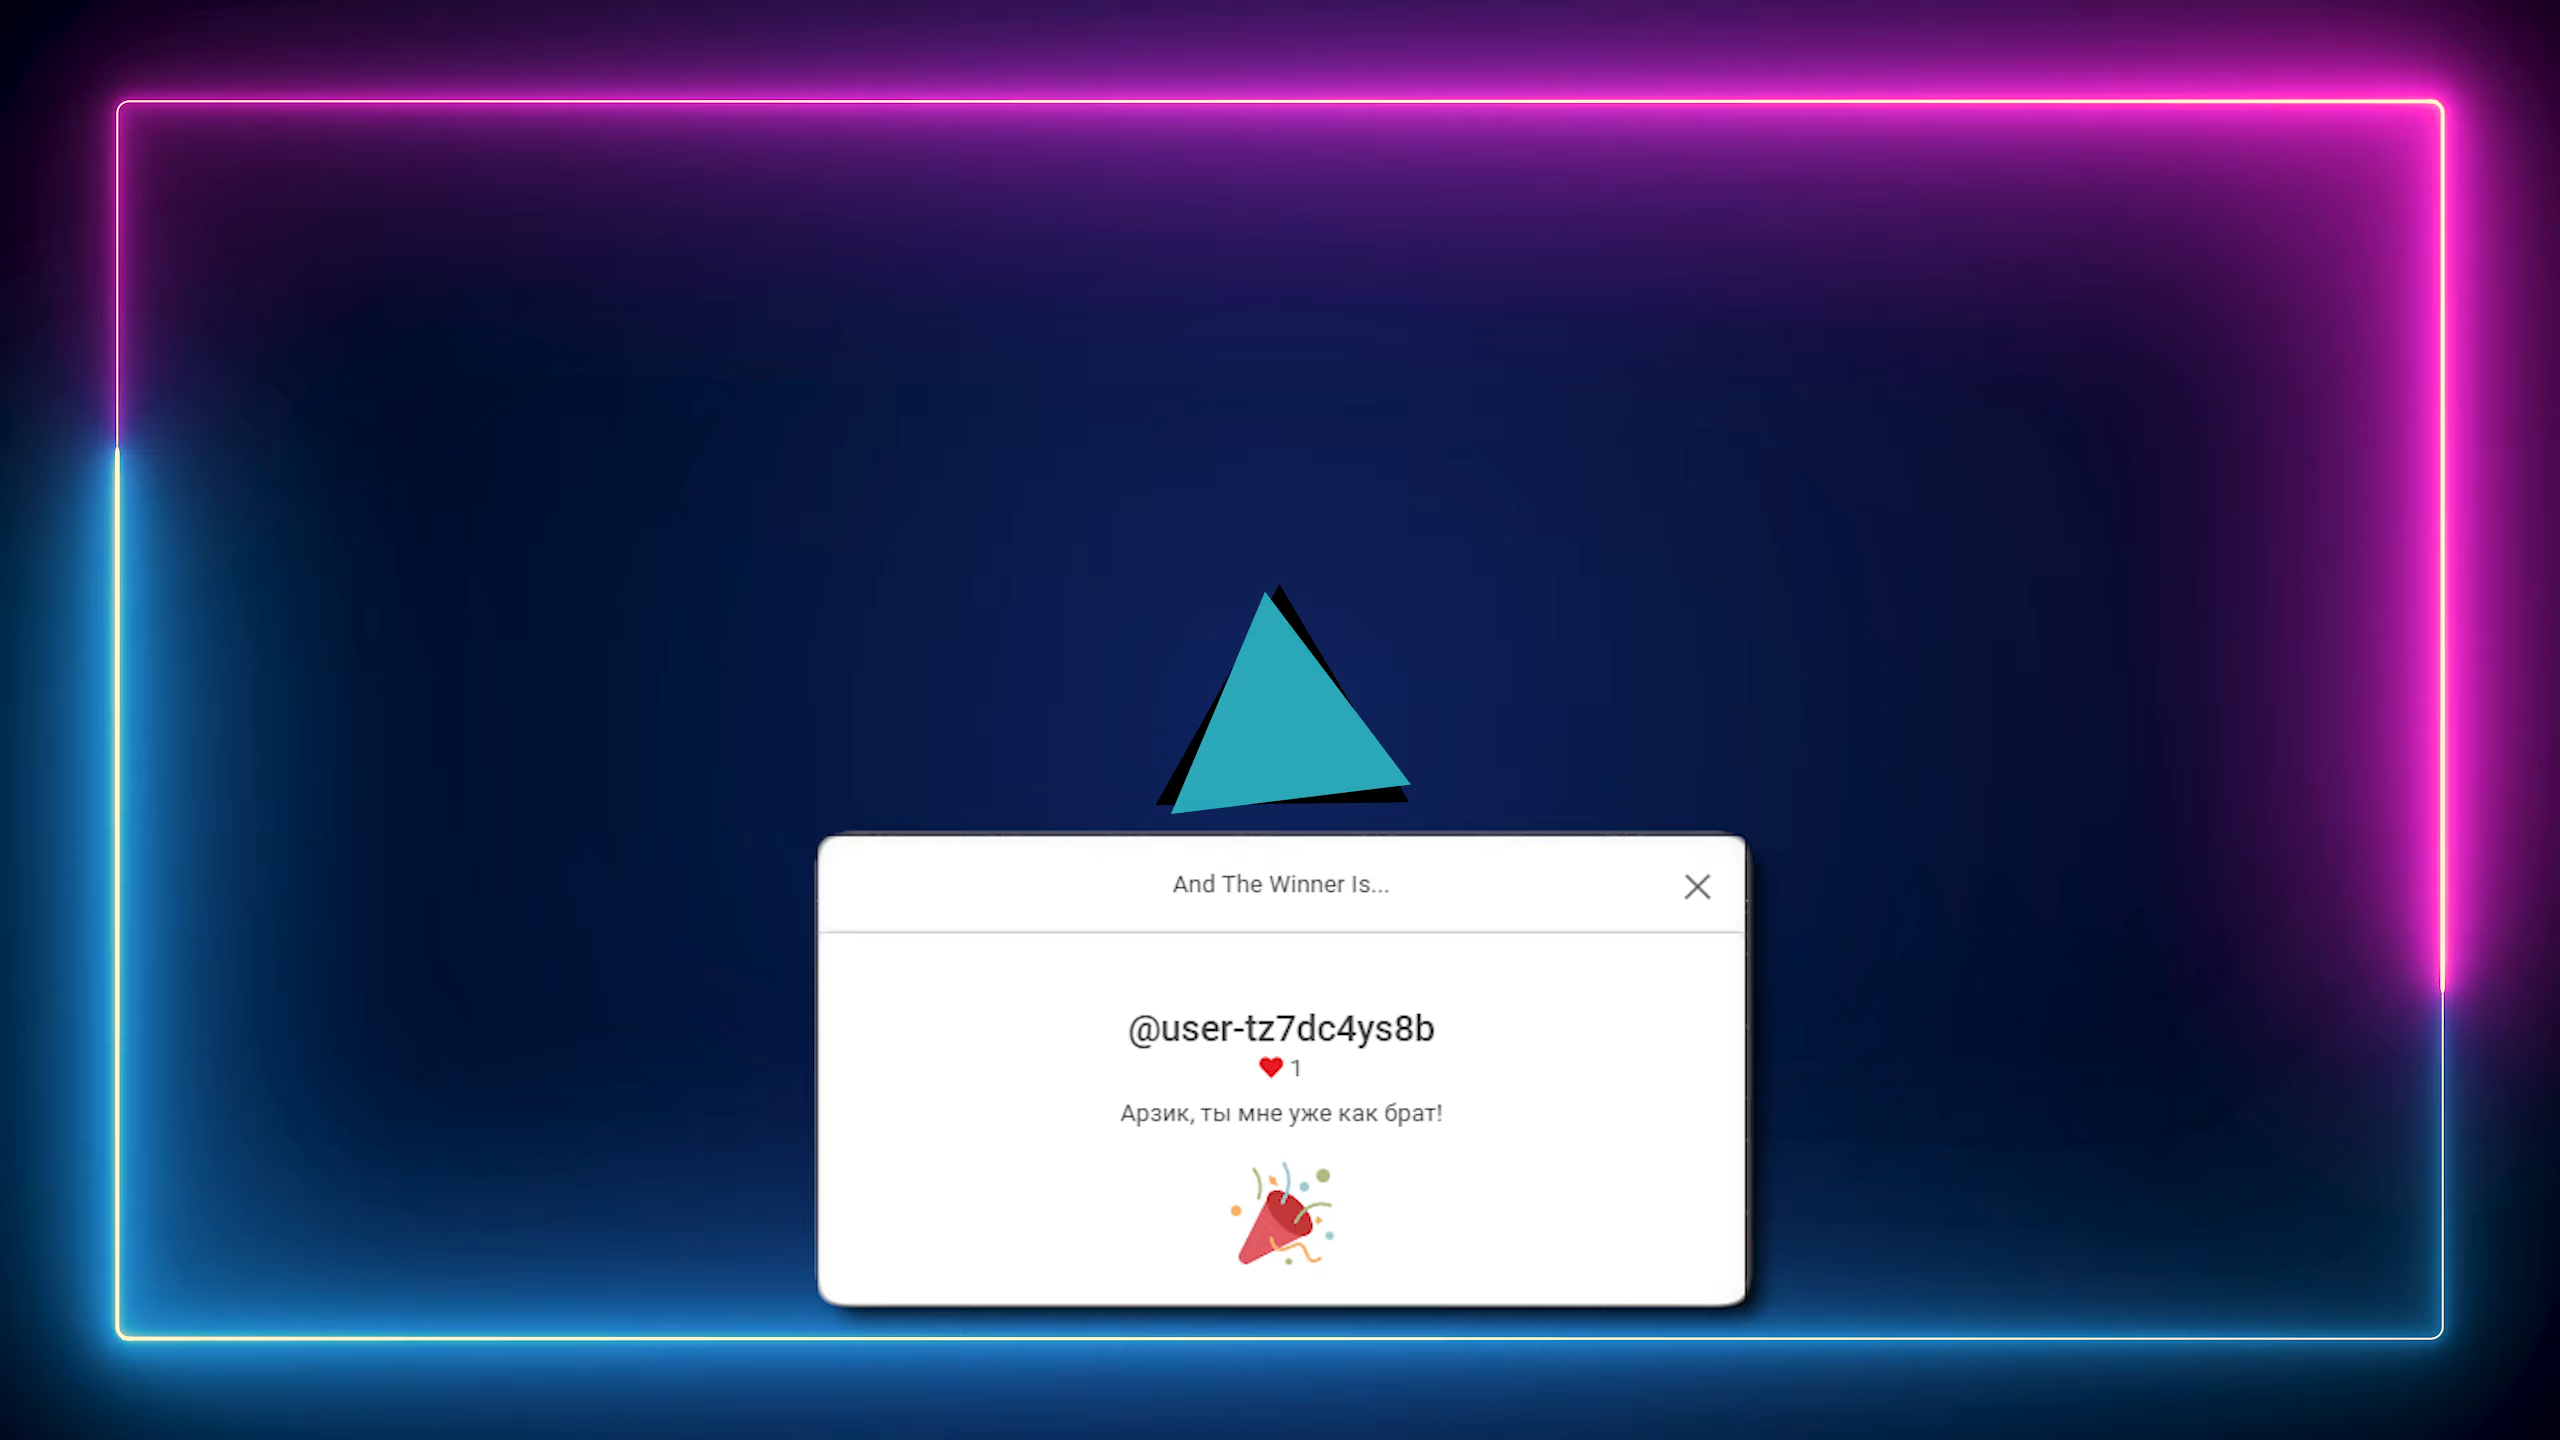 And The Winner Is...
@user-tz7dc4ys8b
1
Арзик, ты мне уже как брат!